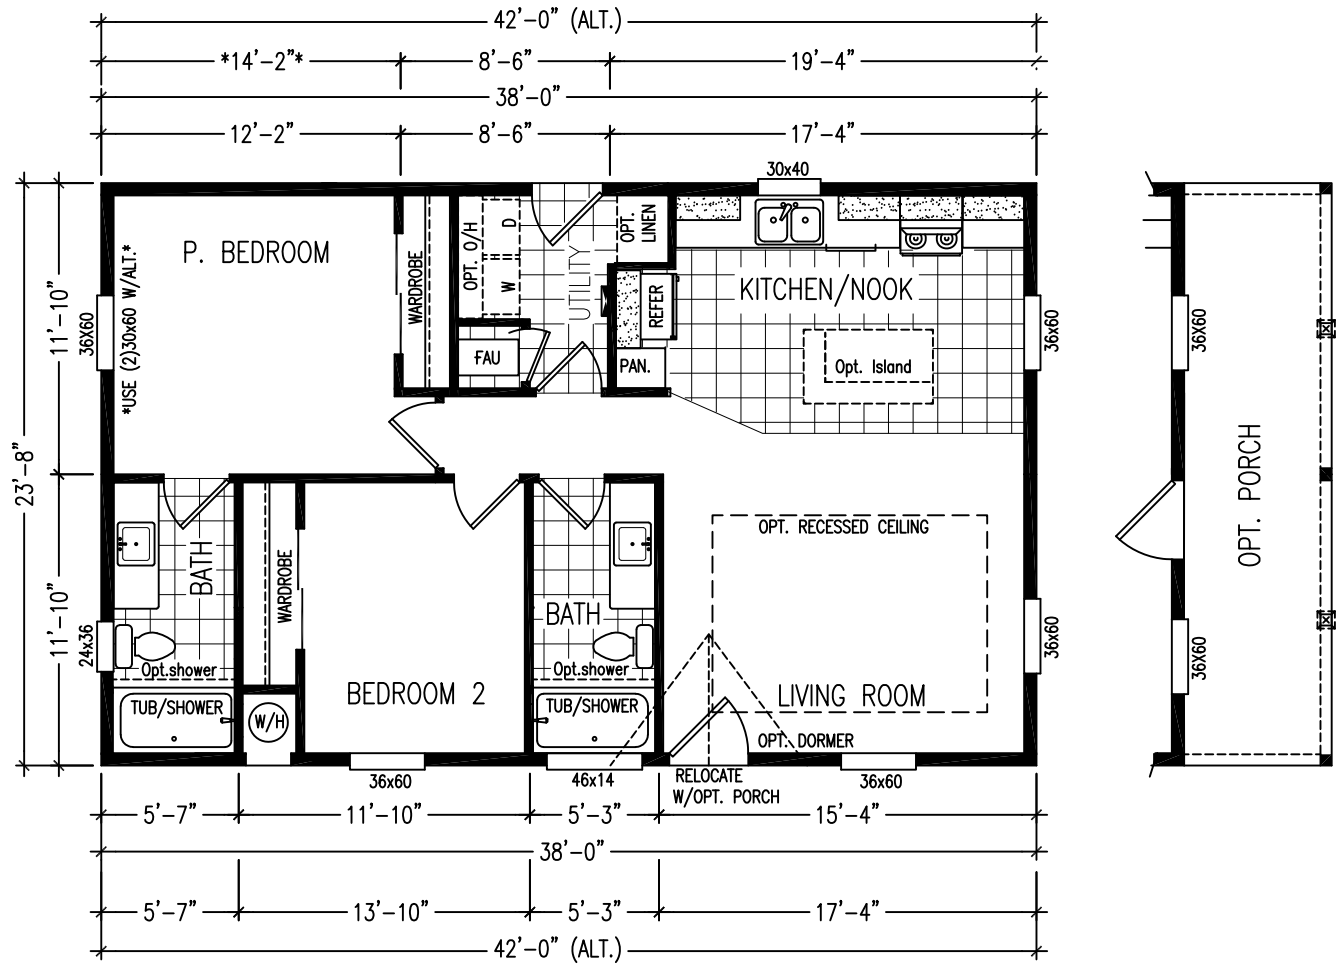 42'-0" (ALT.)
*14'-2"*
8'-6"
19'-4"
38'-0"
12'-2"
8'-6"
17'-4"
30x40
P. BEDROOM
*USE (2)30x60 W/ALT.*
36X60
11'-10"
23'-8"
WARDROBE
OPT. O/H
D
W
UTILITY
OPT.
LINEN
FAU
REFER
PAN.
KITCHEN/NOOK
Opt. Island
36X60
36X60
OPT. PORCH
11'-10"
24x36
BATH
Opt.shower
TUB/SHOWER
WARDROBE
W/H
BEDROOM 2
BATH
Opt.shower
TUB/SHOWER
OPT. RECESSED CEILING
LIVING ROOM
OPT. DORMER
36X60
36X60
36x60
46x14
RELOCATE
W/OPT. PORCH
36x60
5'-7"
11'-10"
5'-3"
15'-4"
38'-0"
5'-7"
13'-10"
5'-3"
17'-4"
42'-0" (ALT.)